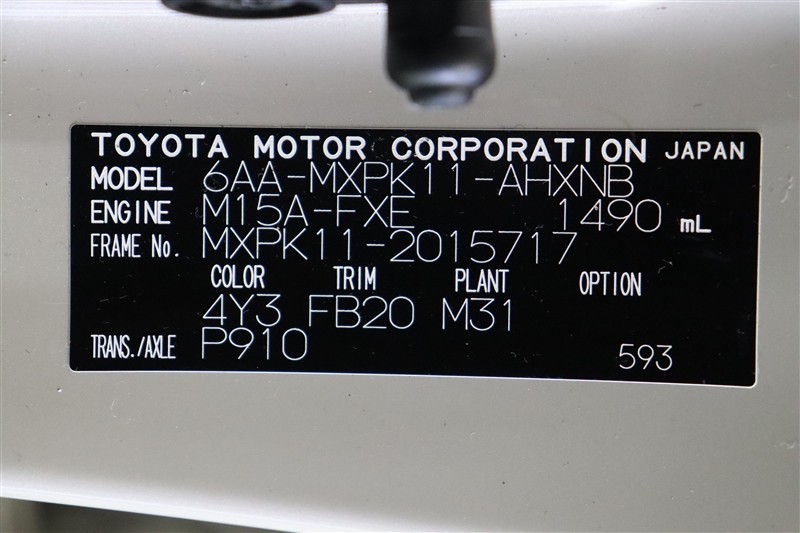 TOYOTA MOTOR CORPORATION JAPAN
MODEL 6AA-MXPK11-AHXNB
ENGINE M15A-FXE 1490 mL
FRAME No. MXPK11-2015717
COLOR TRIM PLANT OPTION
4Y3 FB20 M31
TRANS./AXLE P910 593